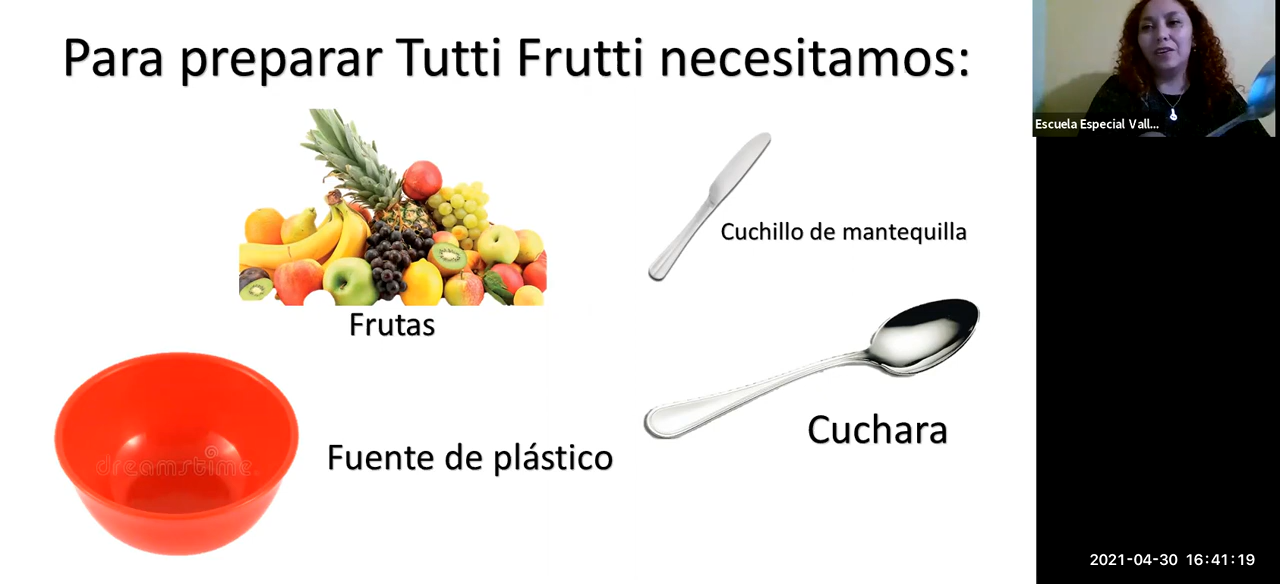 Para preparar Tutti Frutti necesitamos:
Escuela Especial Vall...
Cuchillo de mantequilla
Frutas
Cuchara
Fuente de plástico
dreamstime
2021-04-30 16:41:19